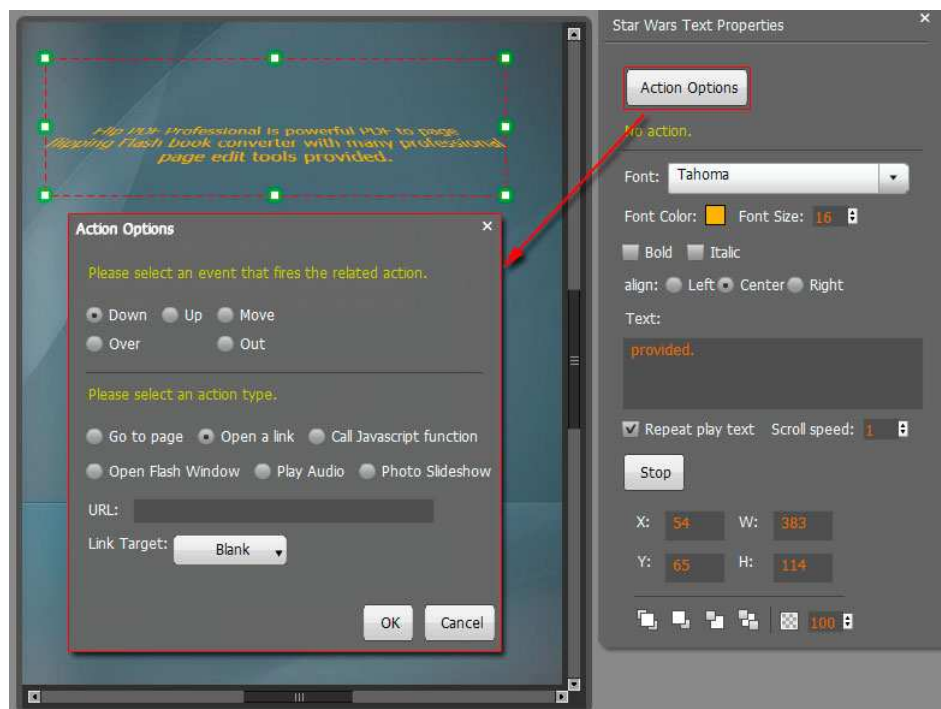 Flip PDF Professional is powerful PDF to page
flipping Flash book converter with many professional
page edit tools provided.
Action Options
Please select an event that fires the related action.
Down Up Move
Over Out
Please select an action type.
Go to page Open a link Call Javascript function
Open Flash Window Play Audio Photo Slideshow
URL:
Link Target: Blank
OK Cancel
Star Wars Text Properties
Action Options
No action.
Font: Tahoma
Font Color: Font Size: 16
Bold Italic
align: Left Center Right
Text:
provided.
Repeat play text Scroll speed: 1
Stop
X: 54 W: 383
Y: 65 H: 114
100